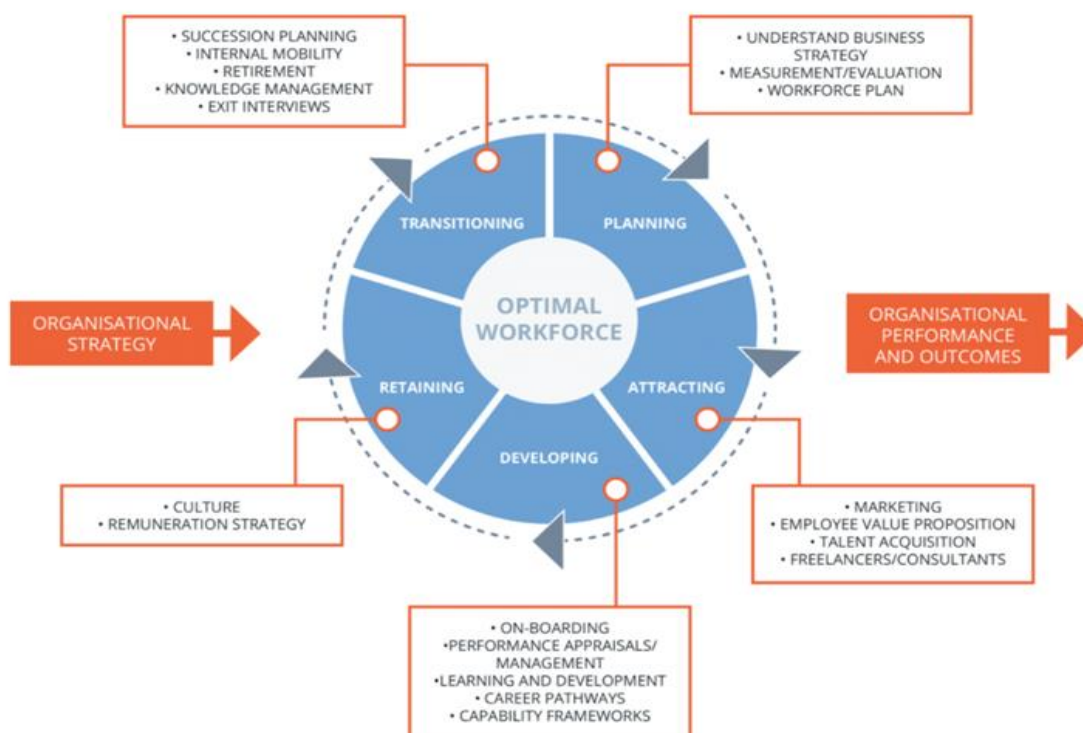 • SUCCESSION PLANNING
• INTERNAL MOBILITY
• RETIREMENT
• KNOWLEDGE MANAGEMENT
• EXIT INTERVIEWS
• UNDERSTAND BUSINESS
STRATEGY
• MEASUREMENT/EVALUATION
• WORKFORCE PLAN
TRANSITIONING
PLANNING
ORGANISATIONAL
STRATEGY
OPTIMAL
WORKFORCE
ORGANISATIONAL
PERFORMANCE
AND OUTCOMES
RETAINING
ATTRACTING
DEVELOPING
• CULTURE
• REMUNERATION STRATEGY
• MARKETING
• EMPLOYEE VALUE PROPOSITION
• TALENT ACQUISITION
• FREELANCERS/CONSULTANTS
• ON-BOARDING
•PERFORMANCE APPRAISALS/
MANAGEMENT
•LEARNING AND DEVELOPMENT
• CAREER PATHWAYS
• CAPABILITY FRAMEWORKS